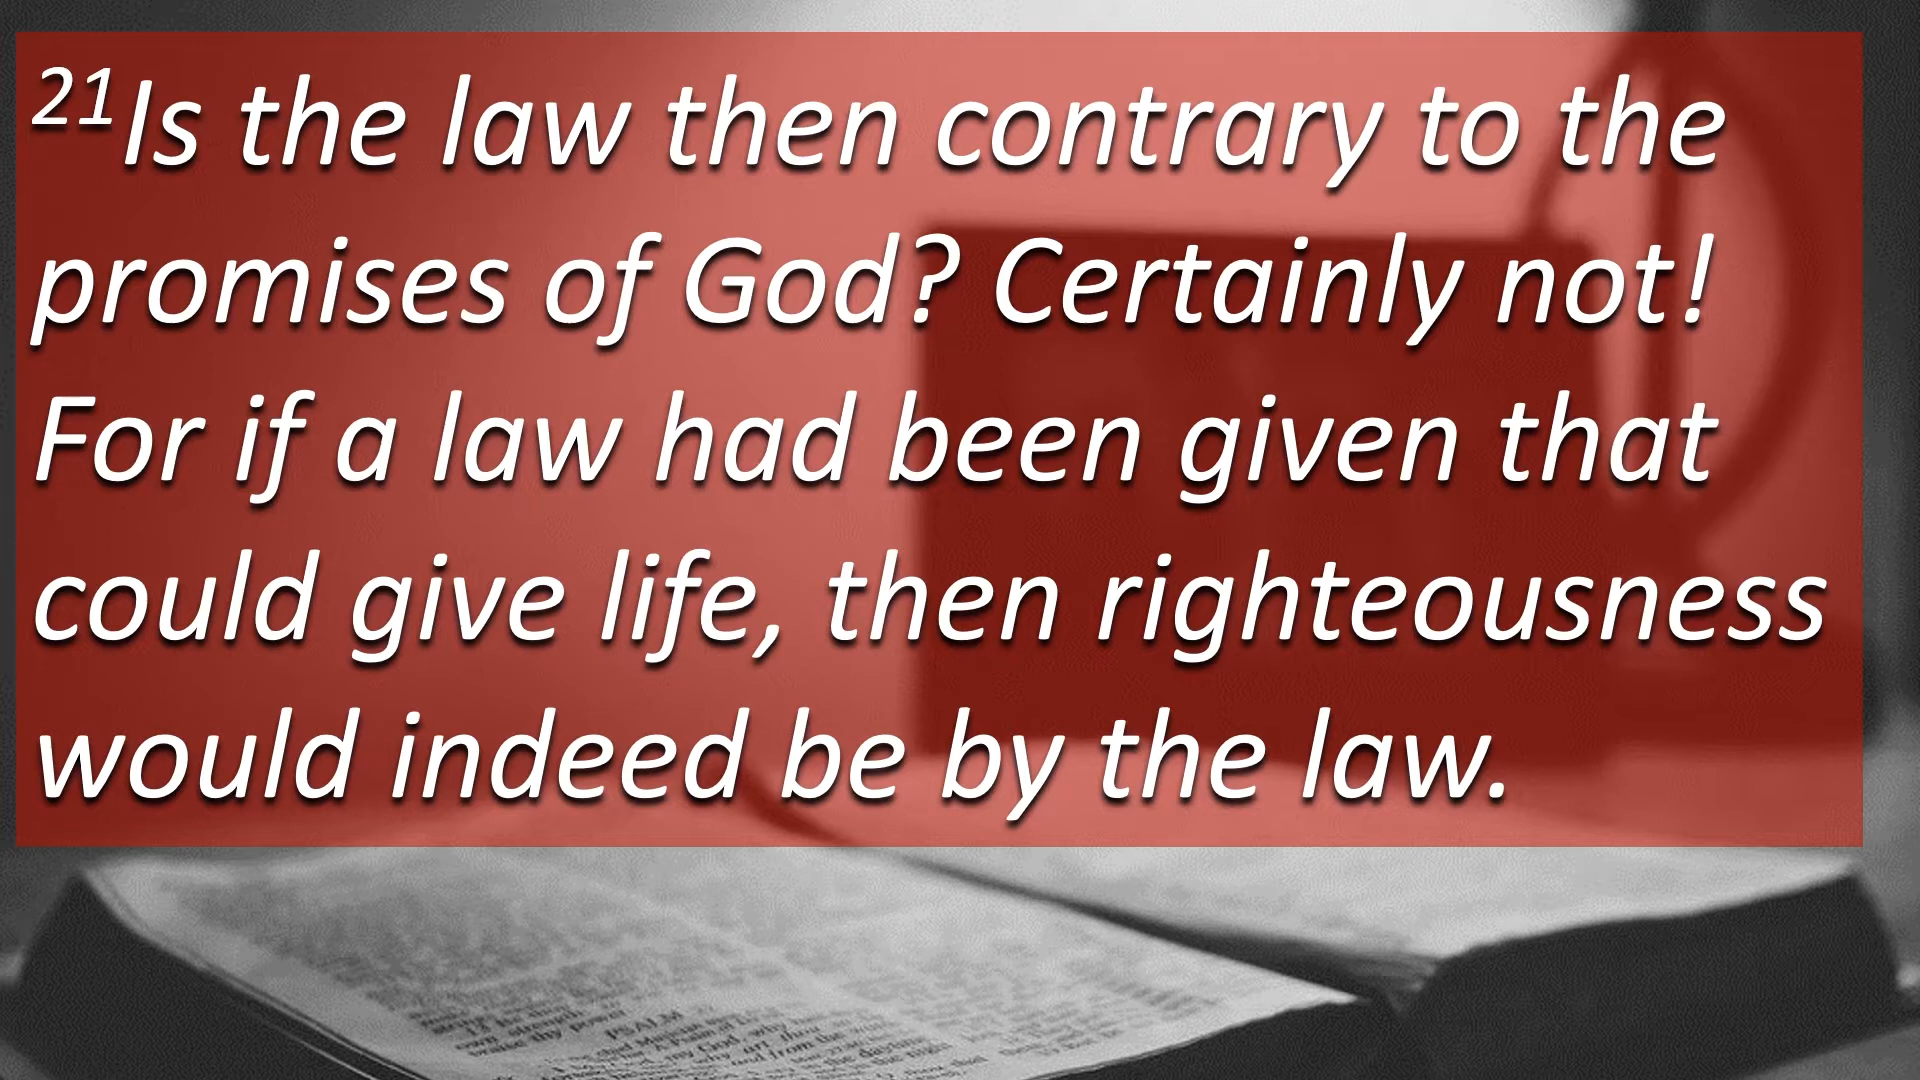 21Is the law then contrary to the
promises of God? Certainly not!
For if a law had been given that
could give life, then righteousness
would indeed be by the law.
PSALM